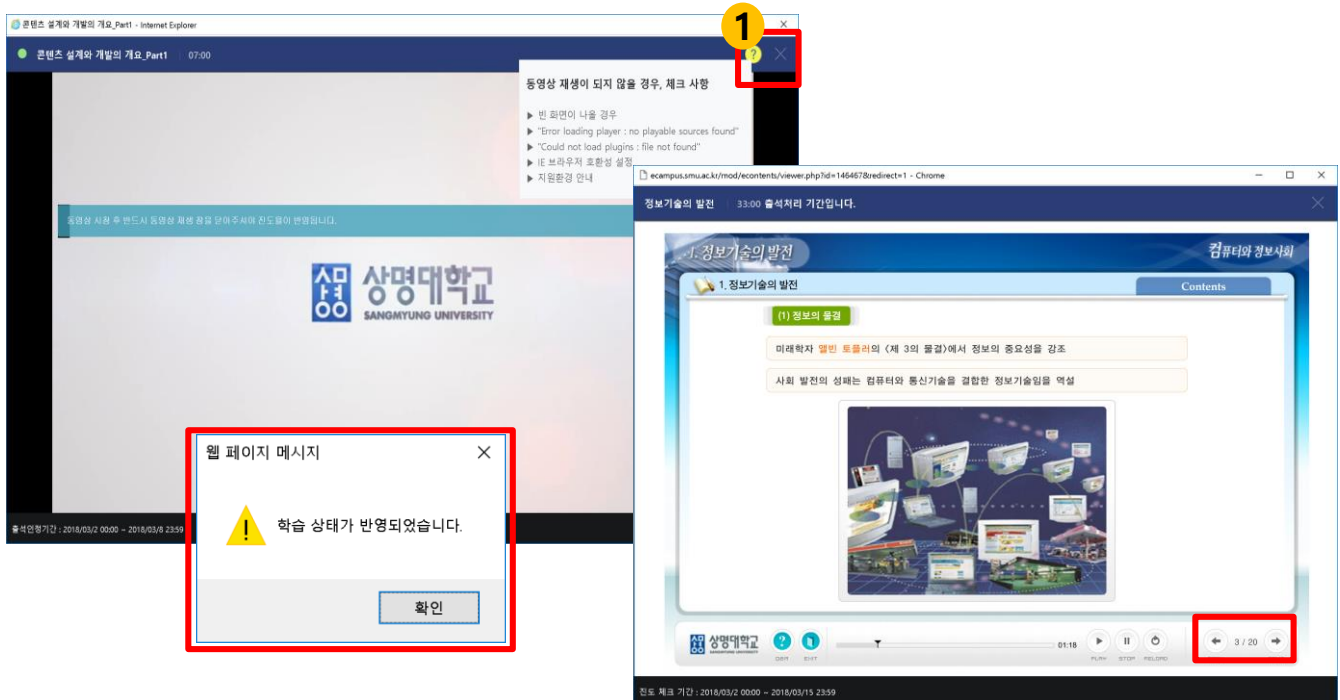 콘텐츠 설계와 개발의 개요_Part1 - Internet Explorer
1
콘텐츠 설계와 개발의 개요_Part1 07:00
?
동영상 재생이 되지 않을 경우, 체크 사항
▶ 빈 화면이 나올 경우
▶ "Error loading player : no playable sources found"
▶ "Could not load plugins : file not found"
▶ IE 브라우저 호환성 설정
▶ 지원환경 안내
동영상 시청 후 반드시 동영상 재생 창을 닫아주셔야 진도율이 반영됩니다.
상명대학교
SANGMYUNG UNIVERSITY
출석인정기간 : 2018/03/2 00:00 ~ 2018/03/8 23:59
웹 페이지 메시지
학습 상태가 반영되었습니다.
확인
ecampus.smu.ac.kr/mod/econtents/viewer.php?id=146467&redirect=1 - Chrome
정보기술의 발전 33:00 출석처리 기간입니다.
1. 정보기술의 발전
컴퓨터와 정보사회
1. 정보기술의 발전
Contents
(1) 정보의 물결
미래학자 앨빈 토플러의 <제 3의 물결>에서 정보의 중요성을 강조
사회 발전의 성패는 컴퓨터와 통신기술을 결합한 정보기술임을 역설
상명대학교
Q&A EXIT
01:18
PLAY STOP RELOAD
3 / 20
진도 체크 기간 : 2018/03/2 00:00 ~ 2018/03/15 23:59